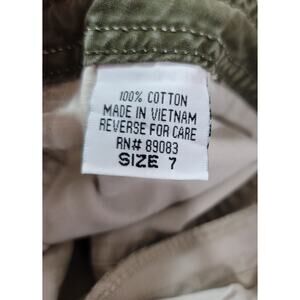 100% COTTON
MADE IN VIETNAM
REVERSE FOR CARE
RN# 89083
SIZE 7